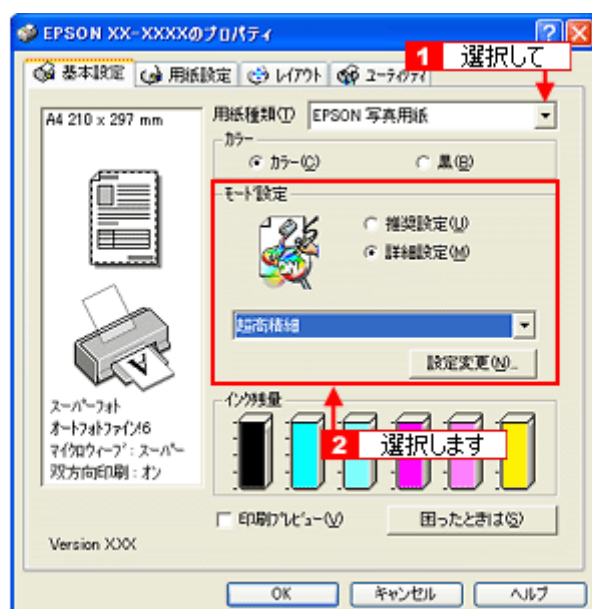 EPSON XX-XXXXのプロパティ
1 選択して
基本設定 用紙設定 レイアウト ユーティリティ
A4 210 x 297 mm
用紙種類(T) EPSON 写真用紙
カラー
カラー(C) 黒(B)
モード設定
推奨設定(U)
詳細設定(M)
超高精細
設定変更(N)...
スーパーフォト
オートフォトファイン!6
マイクロウィーブ：スーパー
双方向印刷：オン
インク残量
2 選択します
印刷プレビュー(V) 困ったときは(S)
Version XXX
OK キャンセル ヘルプ